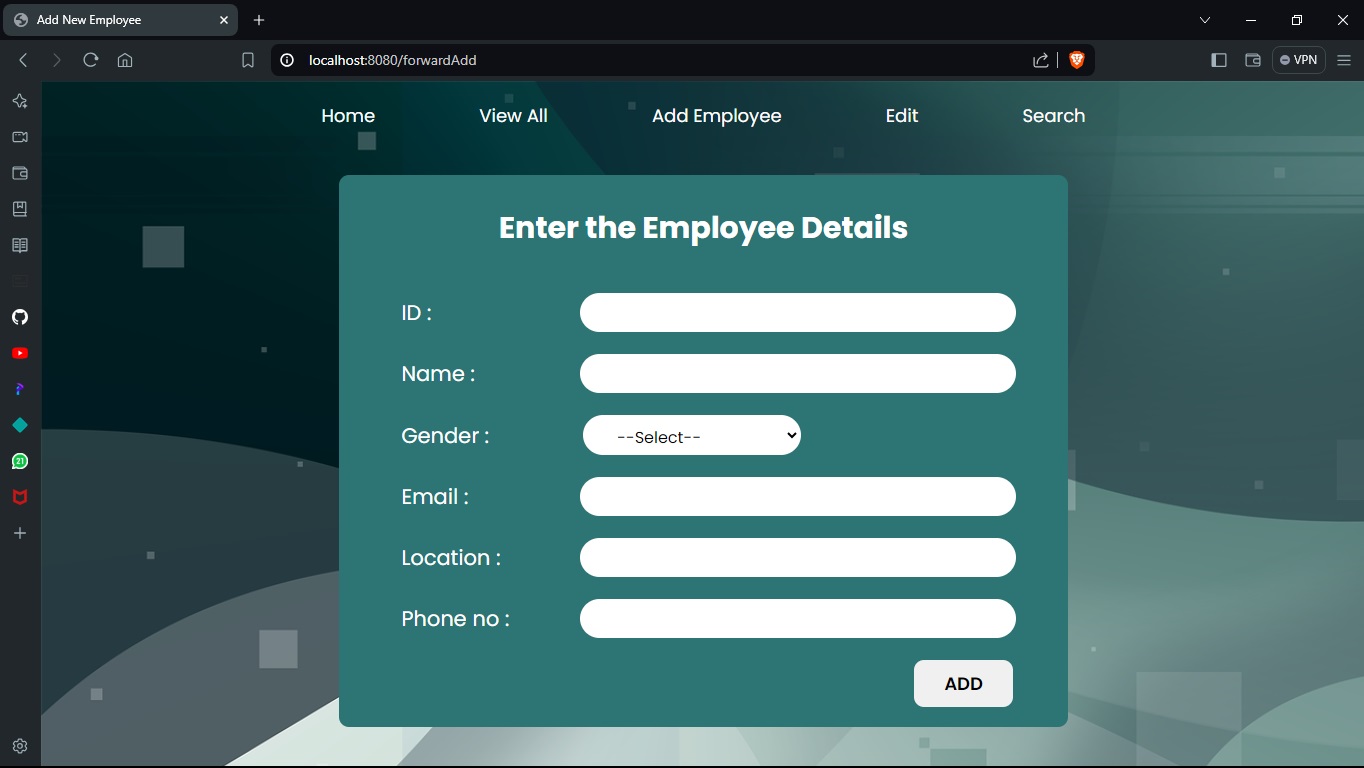 Add New Employee
localhost:8080/forwardAdd
VPN
Home View All Add Employee Edit Search
Enter the Employee Details
ID :
Name :
Gender : --Select--
Email :
Location :
Phone no :
ADD
21